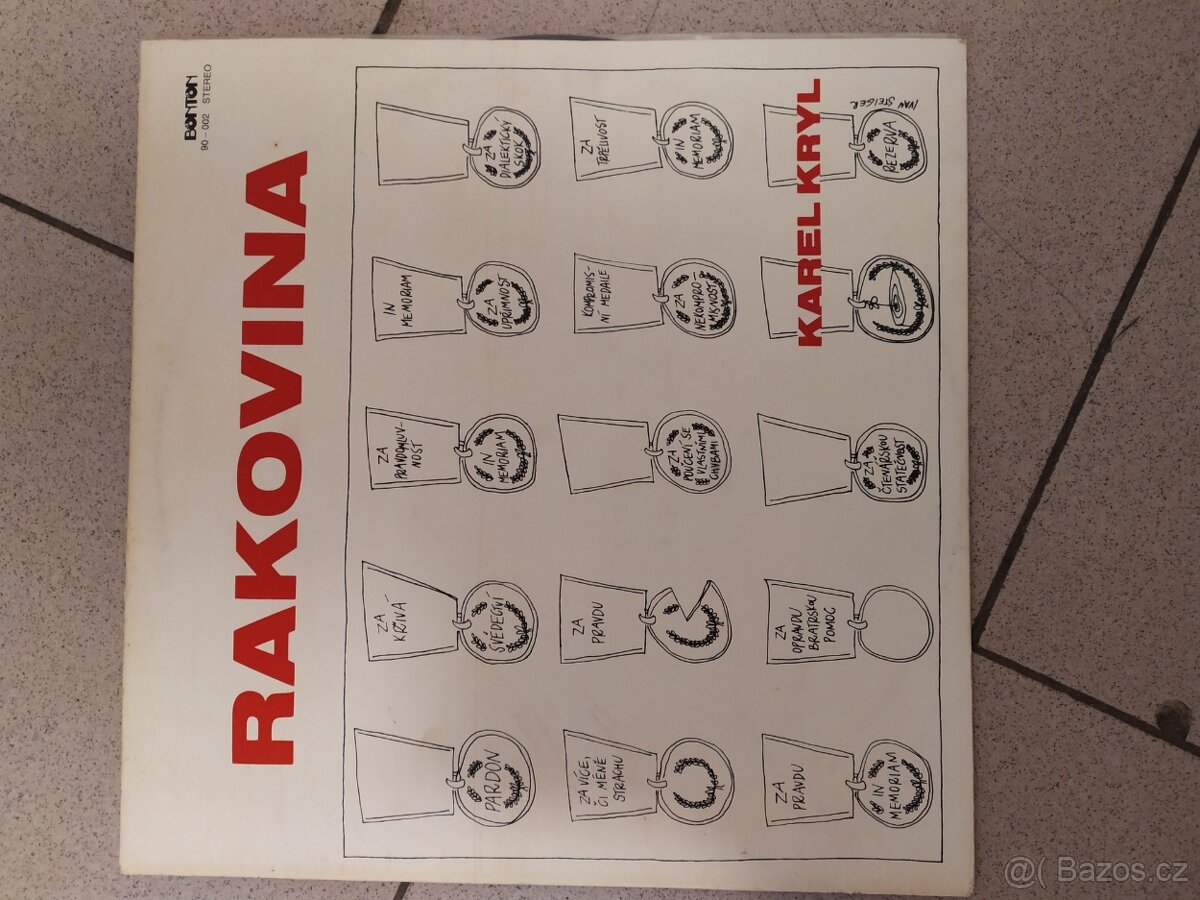 BONTON
90-002 STEREO
RAKOVINA
PARDON
ZA
KŘIVÁ
SVĚDECTVÍ
ZA
PRAVDOMLUV-
NOST
IN
MEMORIAM
IN
MEMORIAM
ZA
UPŘÍMNOST
ZA
DIALEKTICKÝ
SKOK
ZA VÍCE,
ČI MÉNĚ
STRACHU
ZA
PRAVDU
ZA
POUČENÍ SE
VLASTNÍMI
CHYBAMI
KOMPROMIS-
NÍ MEDAILE
ZA
NEKOMPRO-
MISNOST
ZA
TRPĚLIVOST
IN
MEMORIAM
ZA
PRAVDU
IN
MEMORIAM
ZA
OPRAVDU
BRATRSKOU
POMOC
ZA
ČTENÁŘSKOU
STATEČNOST
KAREL KRYL
REZERVA
IVAN STEIGER
@( Bazos.cz